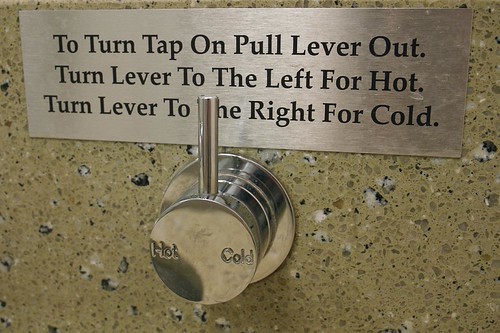 To Turn Tap On Pull Lever Out.
Turn Lever To The Left For Hot.
Turn Lever To The Right For Cold.
Hot Cold